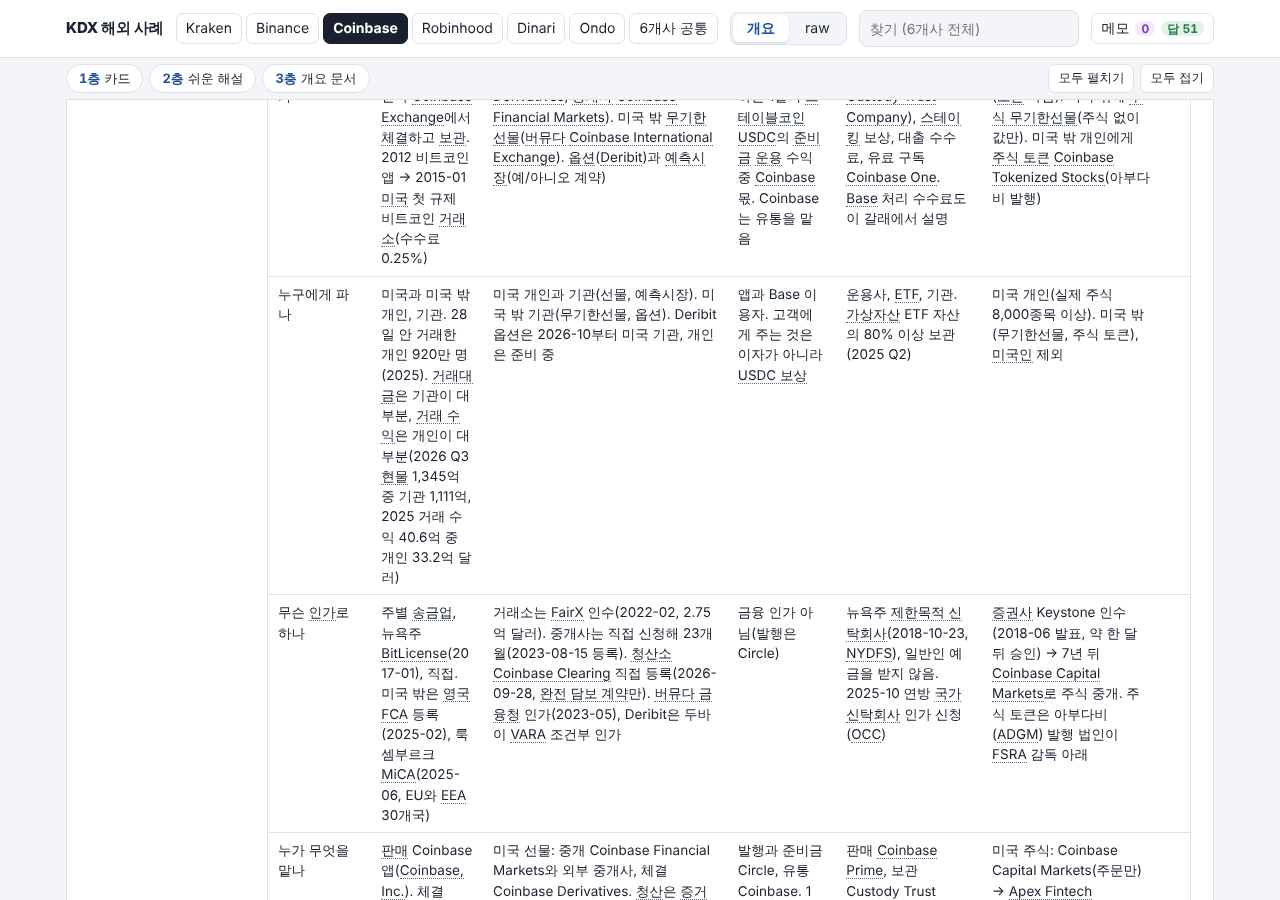 KDX 해외 사례 Kraken Binance Coinbase Robinhood Dinari Ondo 6개사 공통 개요 raw 찾기 (6개사 전체) 메모 0 답 51
1층 카드 2층 쉬운 해설 3층 개요 문서 모두 펼치기 모두 접기
Exchange에서
체결하고 보관.
2012 비트코인
앱 → 2015-01
미국 첫 규제
비트코인 거래
소(수수료
0.25%)
Financial Markets). 미국 밖 무기한
선물(버뮤다 Coinbase International
Exchange). 옵션(Deribit)과 예측시
장(예/아니오 계약)
테이블코인
USDC의 준비
금 운용 수익
중 Coinbase
몫. Coinbase
는 유통을 맡
음
Company), 스테이
킹 보상, 대출 수수
료, 유료 구독
Coinbase One.
Base 처리 수수료도
이 갈래에서 설명
식 무기한선물(주식 없이
값만). 미국 밖 개인에게
주식 토큰 Coinbase
Tokenized Stocks(아부다
비 발행)
누구에게 파
나
미국과 미국 밖
개인, 기관. 28
일 안 거래한
개인 920만 명
(2025). 거래대
금은 기관이 대
부분, 거래 수
익은 개인이 대
부분(2026 Q3
현물 1,345억
중 기관 1,111억,
2025 거래 수
익 40.6억 중
개인 33.2억 달
러)
미국 개인과 기관(선물, 예측시장). 미
국 밖 기관(무기한선물, 옵션). Deribit
옵션은 2026-10부터 미국 기관, 개인
은 준비 중
앱과 Base 이
용자. 고객에
게 주는 것은
이자가 아니라
USDC 보상
운용사, ETF, 기관.
가상자산 ETF 자산
의 80% 이상 보관
(2025 Q2)
미국 개인(실제 주식
8,000종목 이상). 미국 밖
(무기한선물, 주식 토큰),
미국인 제외
무슨 인가로
하나
주별 송금업,
뉴욕주
BitLicense(20
17-01), 직접.
미국 밖은 영국
FCA 등록
(2025-02), 룩
셈부르크
MiCA(2025-
06, EU와 EEA
30개국)
거래소는 FairX 인수(2022-02, 2.75
억 달러). 중개사는 직접 신청해 23개
월(2023-08-15 등록). 청산소
Coinbase Clearing 직접 등록(2026-
09-28, 완전 담보 계약만). 버뮤다 금
융청 인가(2023-05), Deribit은 두바
이 VARA 조건부 인가
금융 인가 아
님(발행은
Circle)
뉴욕주 제한목적 신
탁회사(2018-10-23,
NYDFS), 일반인 예
금을 받지 않음.
2025-10 연방 국가
신탁회사 인가 신청
(OCC)
증권사 Keystone 인수
(2018-06 발표, 약 한 달
뒤 승인) → 7년 뒤
Coinbase Capital
Markets로 주식 중개. 주
식 토큰은 아부다비
(ADGM) 발행 법인이
FSRA 감독 아래
누가 무엇을
맡나
판매 Coinbase
앱(Coinbase,
Inc.). 체결
미국 선물: 중개 Coinbase Financial
Markets와 외부 중개사, 체결
Coinbase Derivatives. 청산은 증거
발행과 준비금
Circle, 유통
Coinbase. 1
판매 Coinbase
Prime, 보관
Custody Trust
미국 주식: Coinbase
Capital Markets(주문만)
→ Apex Fintech